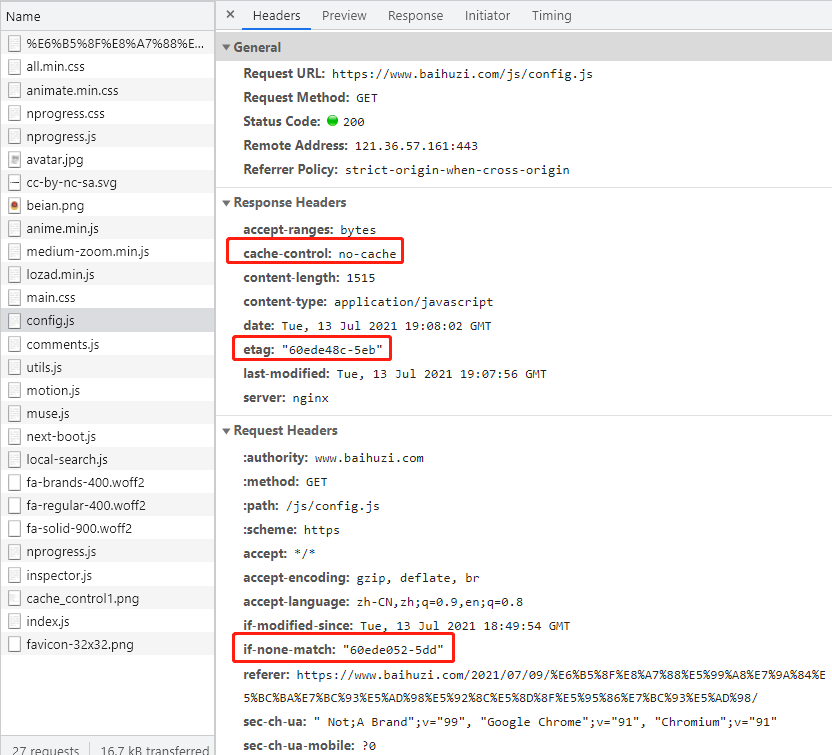 Name
%E6%B5%8F%E8%A7%88%E...
all.min.css
animate.min.css
nprogress.css
nprogress.js
avatar.jpg
cc-by-nc-sa.svg
beian.png
anime.min.js
medium-zoom.min.js
lozad.min.js
main.css
config.js
comments.js
utils.js
motion.js
muse.js
next-boot.js
local-search.js
fa-brands-400.woff2
fa-regular-400.woff2
fa-solid-900.woff2
nprogress.js
inspector.js
cache_control1.png
index.js
favicon-32x32.png
27 requests 16.7 kB transferred
× Headers Preview Response Initiator Timing
General
Request URL: https://www.baihuzi.com/js/config.js
Request Method: GET
Status Code: 200
Remote Address: 121.36.57.161:443
Referrer Policy: strict-origin-when-cross-origin
Response Headers
accept-ranges: bytes
cache-control: no-cache
content-length: 1515
content-type: application/javascript
date: Tue, 13 Jul 2021 19:08:02 GMT
etag: "60ede48c-5eb"
last-modified: Tue, 13 Jul 2021 19:07:56 GMT
server: nginx
Request Headers
:authority: www.baihuzi.com
:method: GET
:path: /js/config.js
:scheme: https
accept: */*
accept-encoding: gzip, deflate, br
accept-language: zh-CN,zh;q=0.9,en;q=0.8
if-modified-since: Tue, 13 Jul 2021 18:49:54 GMT
if-none-match: "60ede052-5dd"
referer: https://www.baihuzi.com/2021/07/09/%E6%B5%8F%E8%A7%88%E5%99%A8%E7%9A%84%E
5%BC%BA%E7%BC%93%E5%AD%98%E5%92%8C%E5%8D%8F%E5%95%86%E7%BC%93%E5%AD%98/
sec-ch-ua: " Not;A Brand";v="99", "Google Chrome";v="91", "Chromium";v="91"
sec-ch-ua-mobile: ?0